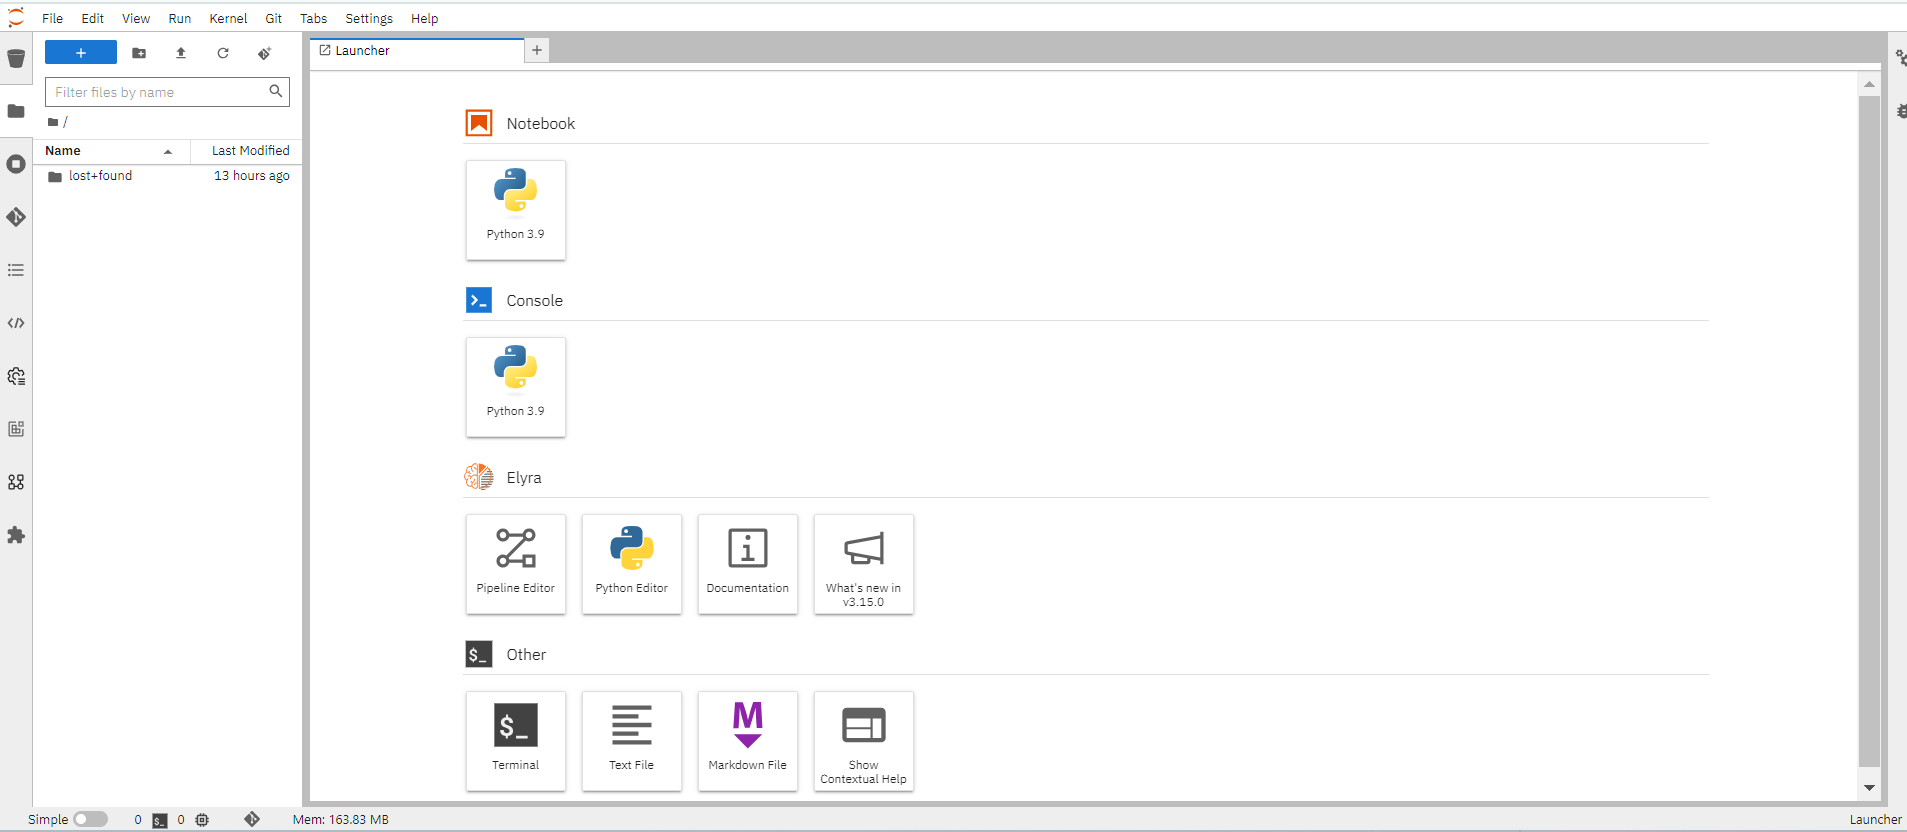 File Edit View Run Kernel Git Tabs Settings Help
+
Filter files by name
/
Name Last Modified
lost+found 13 hours ago
Launcher +
Notebook
Python 3.9
Console
Python 3.9
Elyra
Pipeline Editor
Python Editor
Documentation
What's new in
v3.15.0
$_ Other
$_
Terminal
Text File
M
Markdown File
Show
Contextual Help
Simple 0 $_ 0 Mem: 163.83 MB Launcher